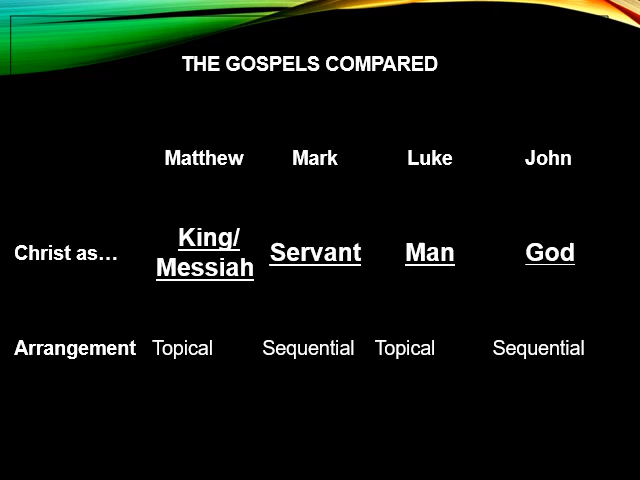 THE GOSPELS COMPARED
Matthew Mark Luke John
Christ as… King/ Messiah Servant Man God
Arrangement Topical Sequential Topical Sequential